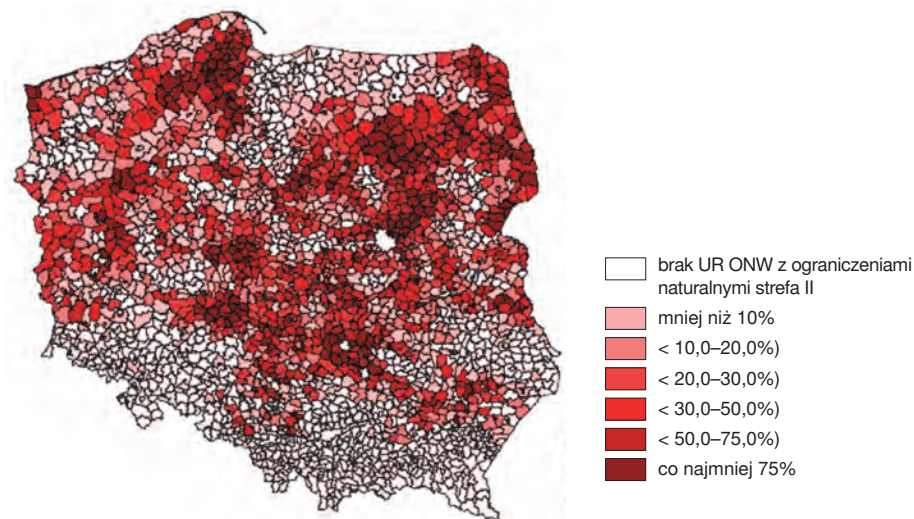 brak UR ONW z ograniczeniami
naturalnymi strefa II
mniej niż 10%
< 10,0–20,0%)
< 20,0–30,0%)
< 30,0–50,0%)
< 50,0–75,0%)
co najmniej 75%